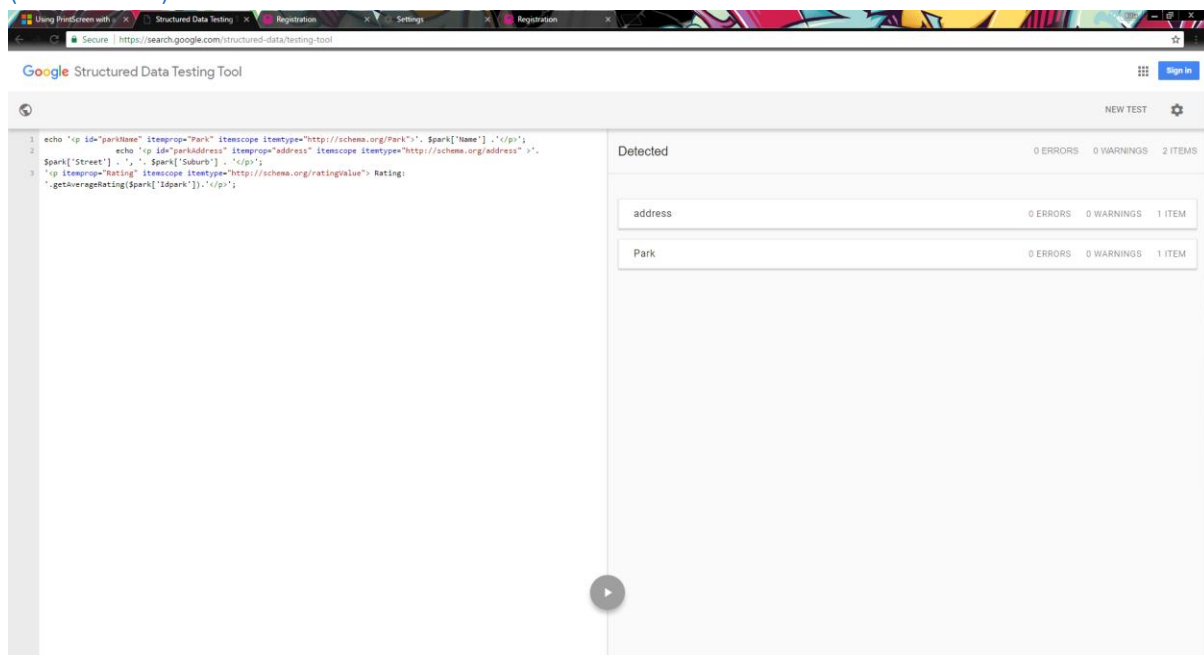 Using PrintScreen with
Structured Data Testing
Registration
Settings
Registration
Secure | https://search.google.com/structured-data/testing-tool
Google Structured Data Testing Tool
Sign in
NEW TEST
1 echo '<p id="parkName" itemprop="Park" itemscope itemtype="http://schema.org/Park">'. $park['Name'] .'</p>';
2 echo '<p id="parkAddress" itemprop="address" itemscope itemtype="http://schema.org/address" >'.
$park['Street'] . ', '. $park['Suburb'] . '</p>';
3 '<p itemprop="Rating" itemscope itemtype="http://schema.org/ratingValue"> Rating:
'.getAverageRating($park['Idpark']).'</p>';
Detected 0 ERRORS 0 WARNINGS 2 ITEMS
address 0 ERRORS 0 WARNINGS 1 ITEM
Park 0 ERRORS 0 WARNINGS 1 ITEM